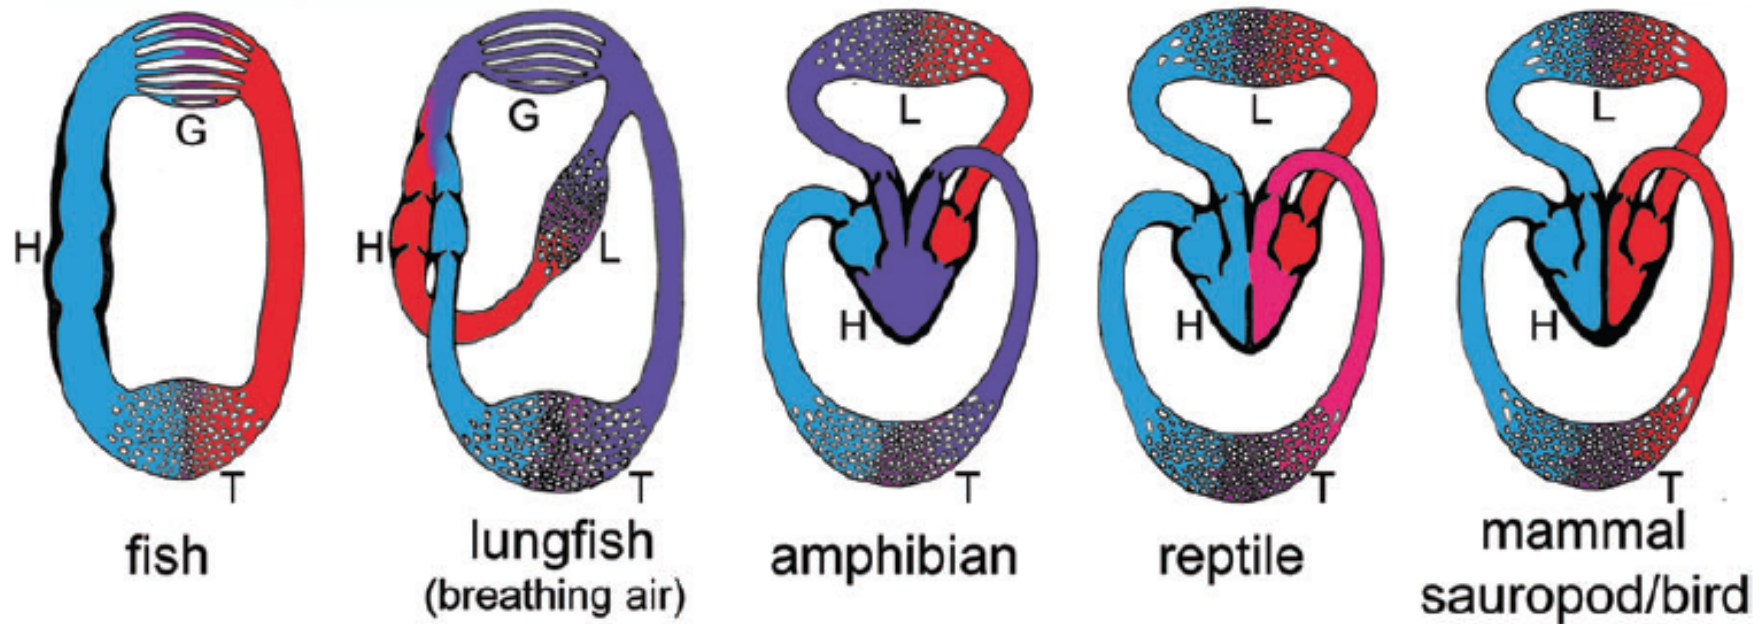 G
H
T
fish
G
H
L
T
lungfish
(breathing air)
L
H
T
amphibian
L
H
T
reptile
L
H
T
mammal
sauropod/bird